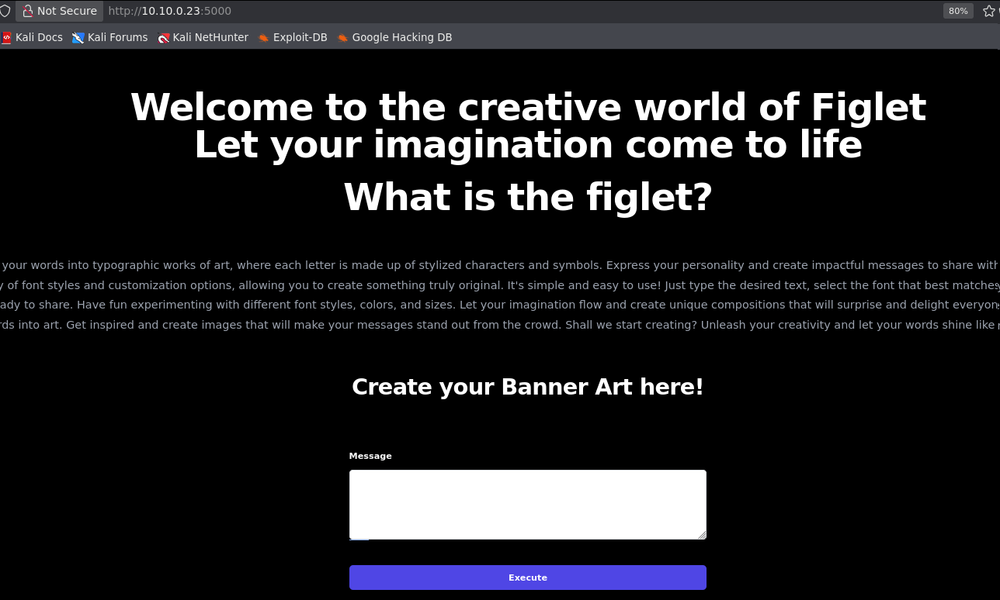 Not Secure http://10.10.0.23:5000 80%
Kali Docs Kali Forums Kali NetHunter Exploit-DB Google Hacking DB
Welcome to the creative world of Figlet
Let your imagination come to life
What is the figlet?
your words into typographic works of art, where each letter is made up of stylized characters and symbols. Express your personality and create impactful messages to share with
of font styles and customization options, allowing you to create something truly original. It's simple and easy to use! Just type the desired text, select the font that best matches
to share. Have fun experimenting with different font styles, colors, and sizes. Let your imagination flow and create unique compositions that will surprise and delight
into art. Get inspired and create images that will make your messages stand out from the crowd. Shall we start creating? Unleash your creativity and let your words shine like
Create your Banner Art here!
Message
Execute